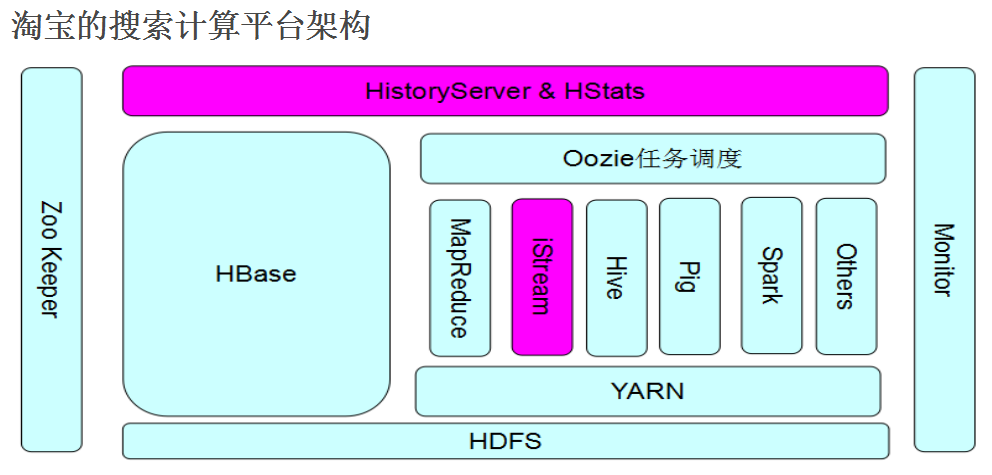 淘宝的搜索计算平台架构
Zoo Keeper
HistoryServer & HStats
HBase
Oozie任务调度
MapReduce
iStream
Hive
Pig
Spark
Others
YARN
HDFS
Monitor